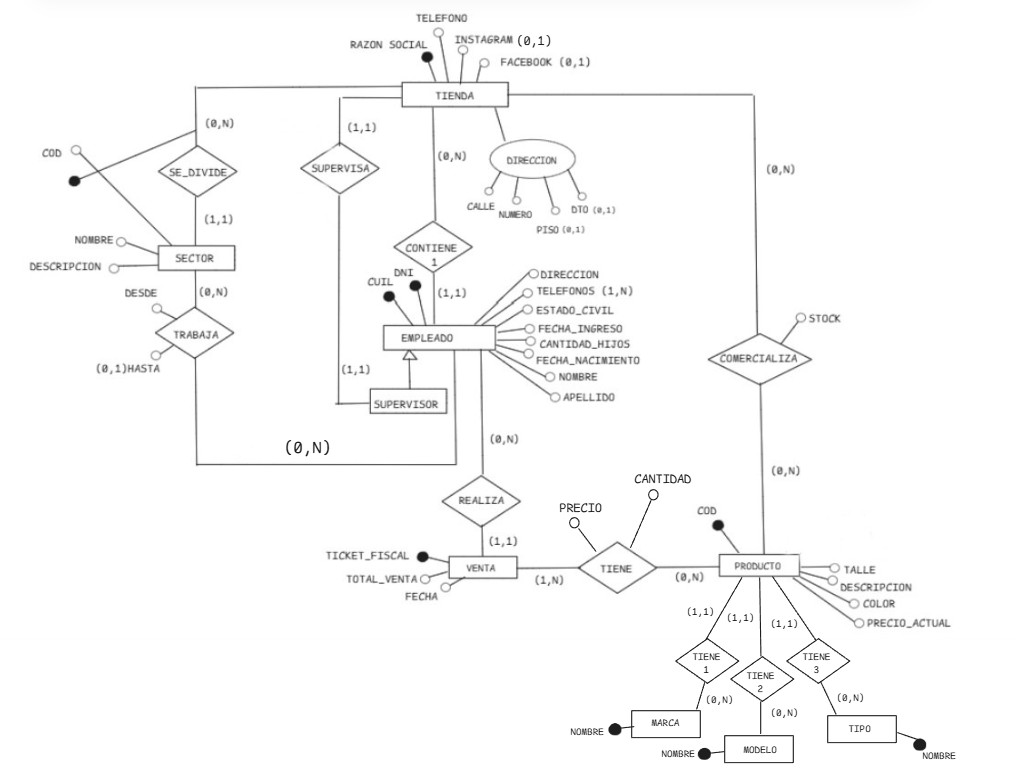 TELEFONO
INSTAGRAM (0,1)
RAZON SOCIAL
FACEBOOK (0,1)
TIENDA
(0,N)
(1,1)
(0,N)
(0,N)
COD
SE_DIVIDE
SUPERVISA
DIRECCION
CALLE
NUMERO
PISO (0,1)
DTO (0,1)
(1,1)
NOMBRE
DESCRIPCION
SECTOR
CONTIENE
1
DNI
CUIL
(1,1)
DESDE
(0,N)
TRABAJA
(0,1)HASTA
EMPLEADO
DIRECCION
TELEFONOS (1,N)
ESTADO_CIVIL
FECHA_INGRESO
CANTIDAD_HIJOS
FECHA_NACIMIENTO
NOMBRE
APELLIDO
STOCK
COMERCIALIZA
(1,1)
SUPERVISOR
(0,N)
(0,N)
(0,N)
REALIZA
CANTIDAD
PRECIO
COD
(1,1)
TICKET_FISCAL
TOTAL_VENTA
FECHA
VENTA
(1,N)
TIENE
(0,N)
PRODUCTO
TALLE
DESCRIPCION
COLOR
PRECIO_ACTUAL
(1,1)
(1,1)
(1,1)
TIENE
1
TIENE
2
TIENE
3
(0,N)
(0,N)
(0,N)
NOMBRE
MARCA
NOMBRE
MODELO
TIPO
NOMBRE